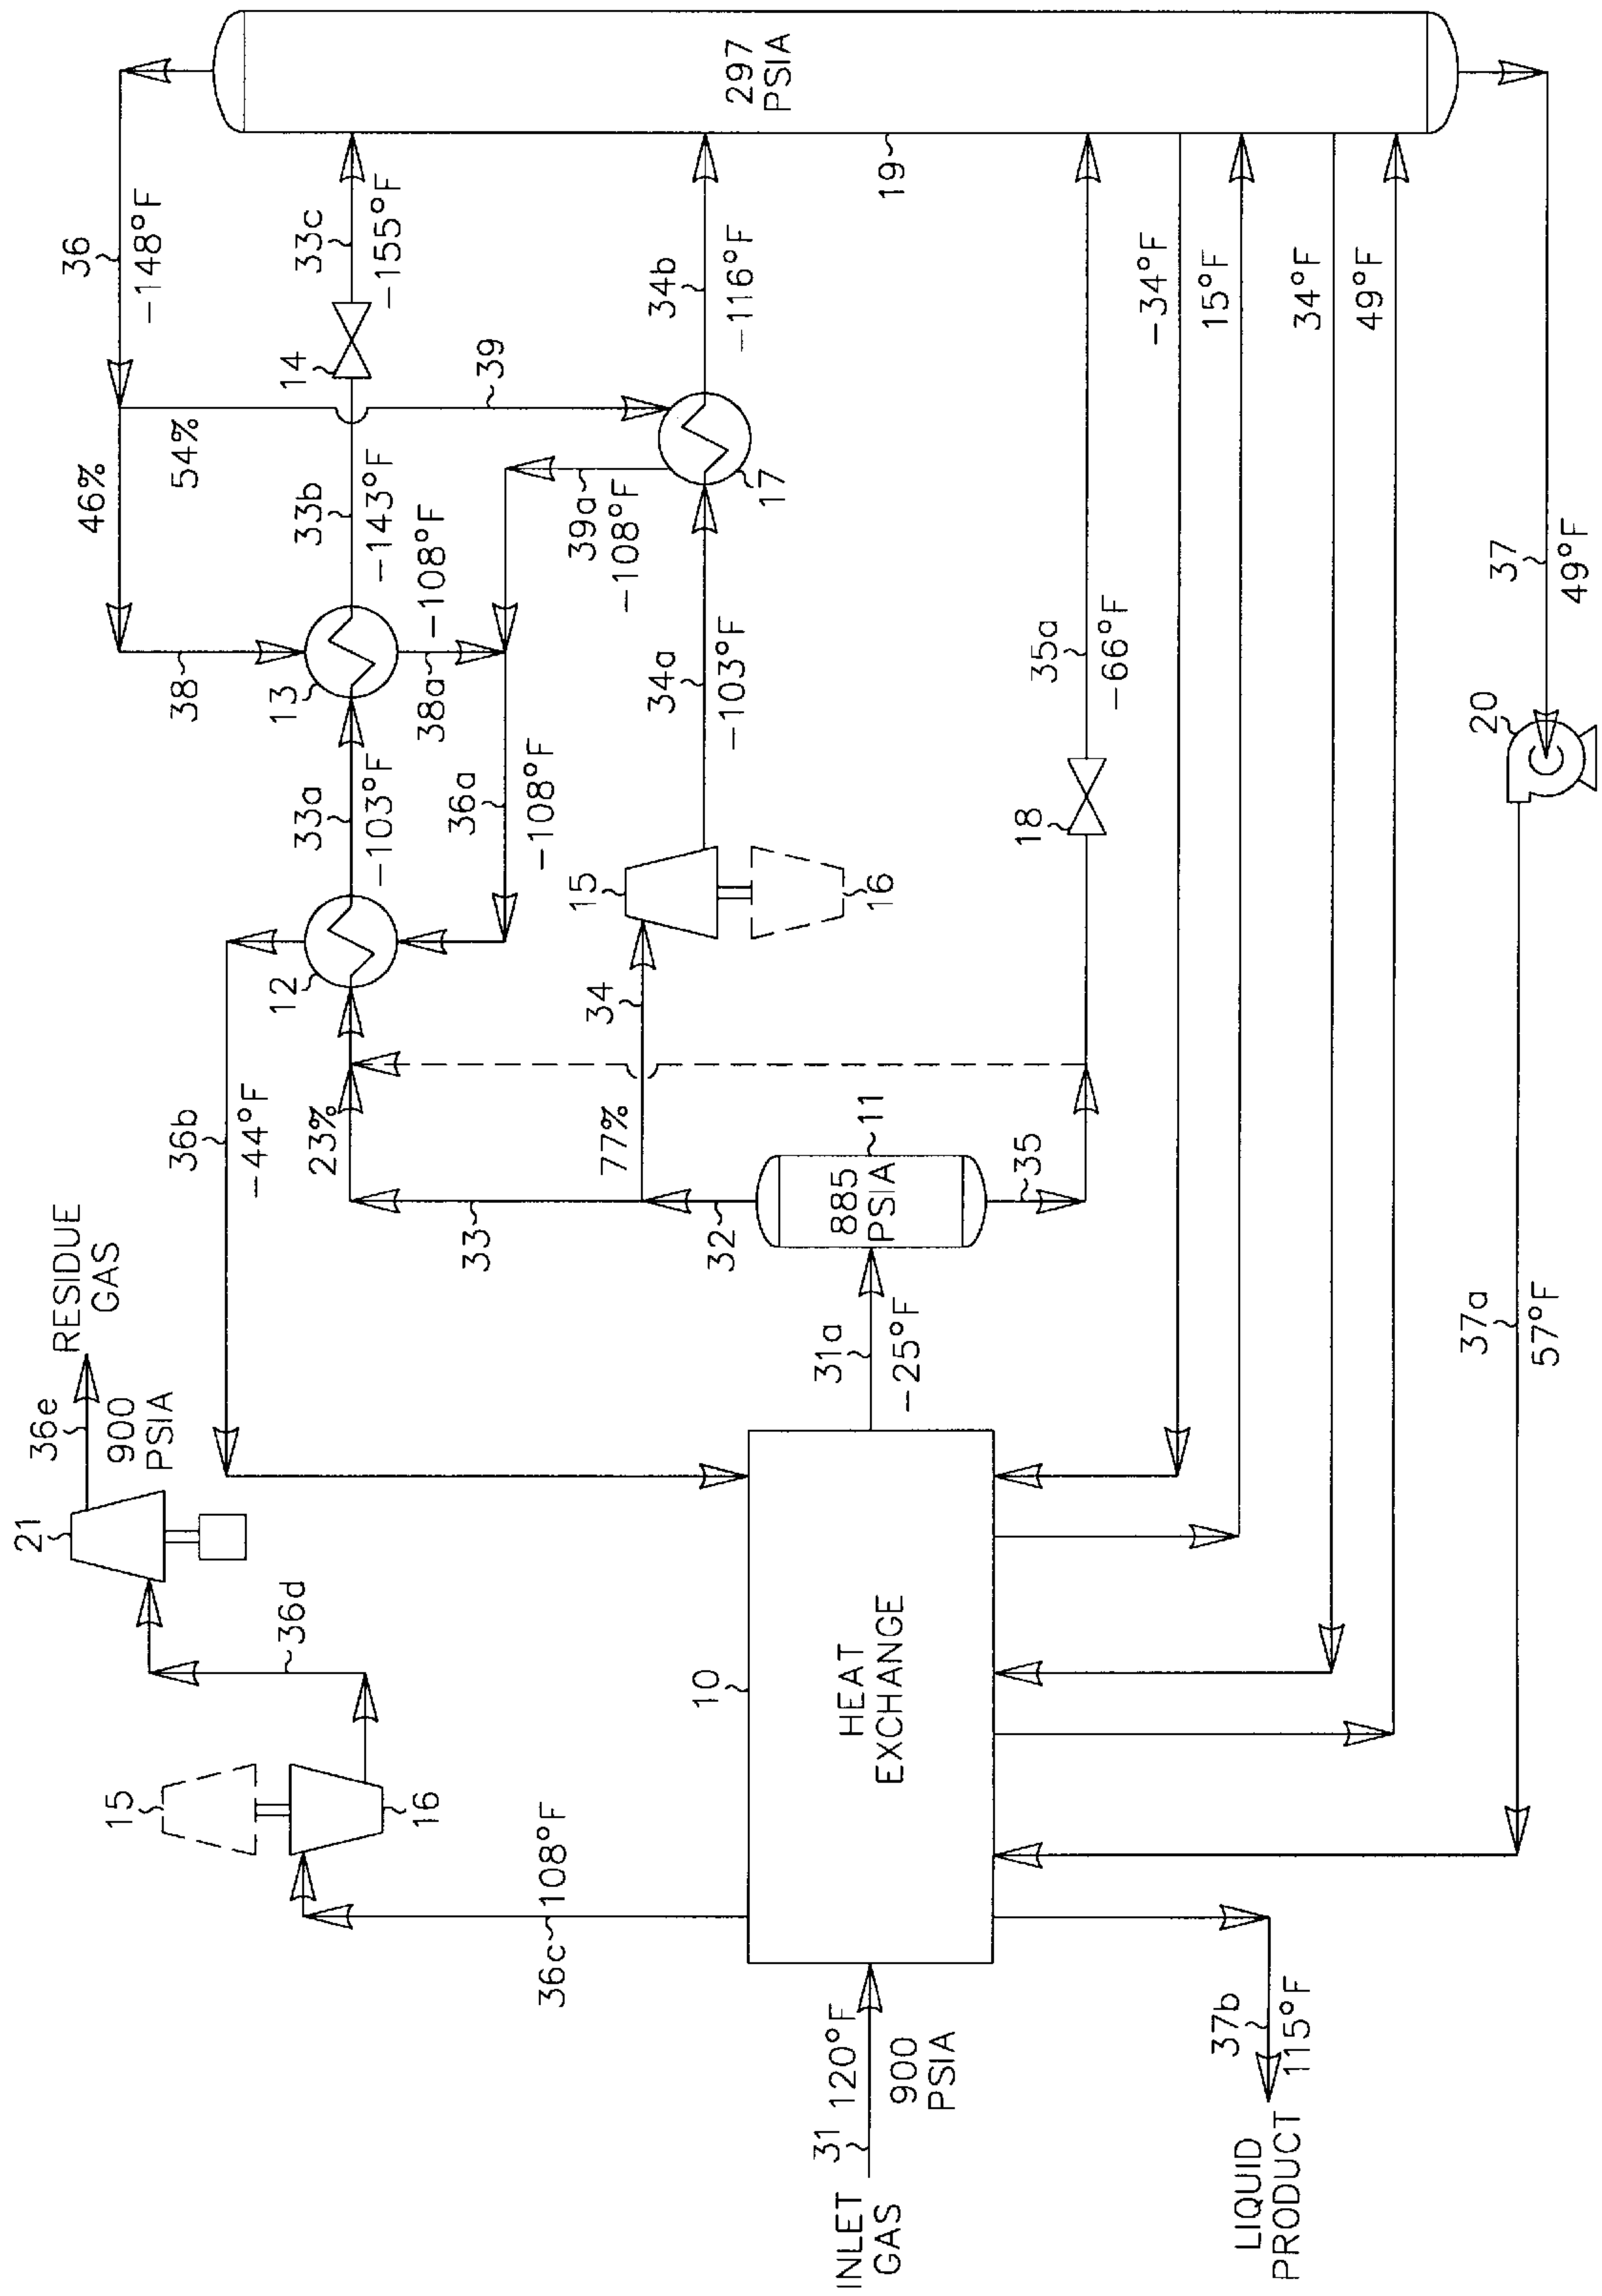 INLET
GAS
31
120°F
900
PSIA
LIQUID
PRODUCT
37b
115°F
36c
108°F
15
16
10
HEAT
EXCHANGE
36d
21
36e
900
PSIA
RESIDUE
GAS
31a
-25°F
885
PSIA
11
32
33
35
36b
-44°F
23%
77%
34
12
15
16
18
33a
-103°F
36a
-108°F
34a
-103°F
35a
-66°F
13
38
38a
-108°F
33b
-143°F
39a
-108°F
17
46%
54%
39
14
36
-148°F
33c
-155°F
34b
-116°F
19
297
PSIA
-34°F
15°F
34°F
49°F
37
49°F
20
37a
57°F